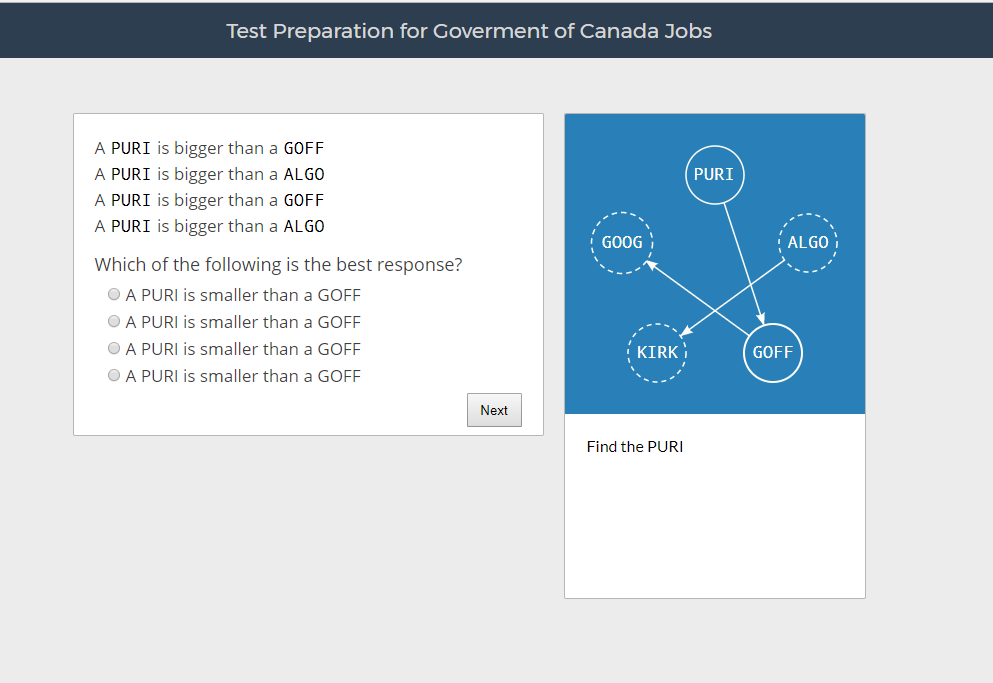 Test Preparation for Goverment of Canada Jobs
A PURI is bigger than a GOFF
A PURI is bigger than a ALGO
A PURI is bigger than a GOFF
A PURI is bigger than a ALGO
Which of the following is the best response?
A PURI is smaller than a GOFF
A PURI is smaller than a GOFF
A PURI is smaller than a GOFF
A PURI is smaller than a GOFF
Next
PURI
GOOG
ALGO
KIRK
GOFF
Find the PURI